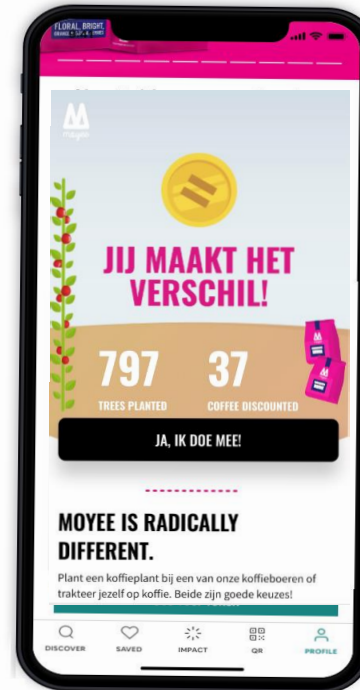 FLORAL, BRIGHT,
moyee
JIJ MAAKT HET
VERSCHIL!
797
37
TREES PLANTED
COFFEE DISCOUNTED
JA, IK DOE MEE!
MOYEE IS RADICALLY
DIFFERENT.
Plant een koffieplant bij een van onze koffieboeren of
trakteer jezelf op koffie. Beide zijn goede keuzes!
DISCOVER
SAVED
IMPACT
QR
PROFILE